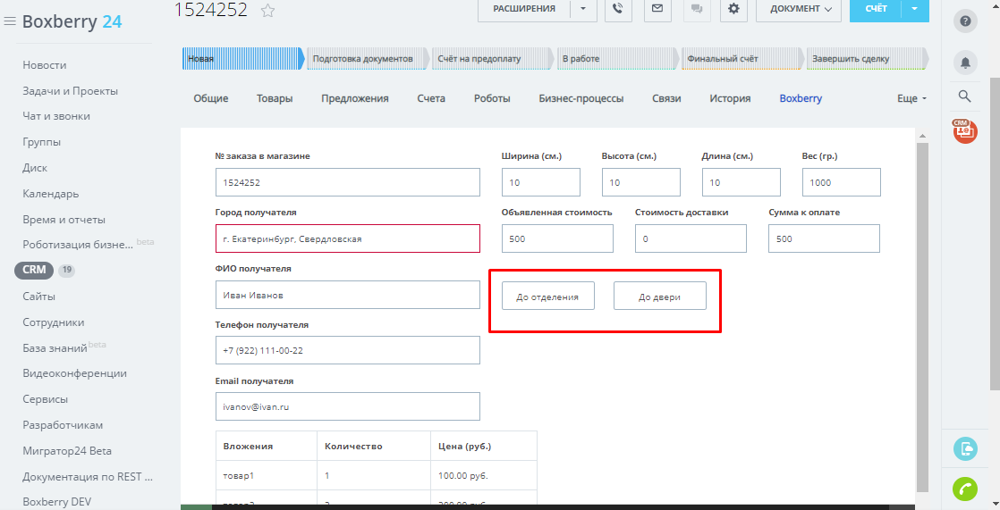 Boxberry 24
1524252
РАСШИРЕНИЯ
ДОКУМЕНТ
СЧЁТ
Новая
Подготовка документов
Счёт на предоплату
В работе
Финальный счёт
Завершить сделку
Общие
Товары
Предложения
Счета
Роботы
Бизнес-процессы
Связи
История
Boxberry
Еще
Новости
Задачи и Проекты
Чат и звонки
Группы
Диск
Календарь
Время и отчеты
Роботизация бизне... beta
CRM 19
Сайты
Сотрудники
База знаний beta
Видеоконференции
Сервисы
Разработчикам
Мигратор24 Beta
Документация по REST ...
Boxberry DEV
№ заказа в магазине
1524252
Ширина (см.)
10
Высота (см.)
10
Длина (см.)
10
Вес (гр.)
1000
Город получателя
г. Екатеринбург, Свердловская
Объявленная стоимость
500
Стоимость доставки
0
Сумма к оплате
500
ФИО получателя
Иван Иванов
До отделения
До двери
Телефон получателя
+7 (922) 111-00-22
Email получателя
ivanov@ivan.ru
Вложения Количество Цена (руб.)
товар1 1 100.00 руб.
CRM